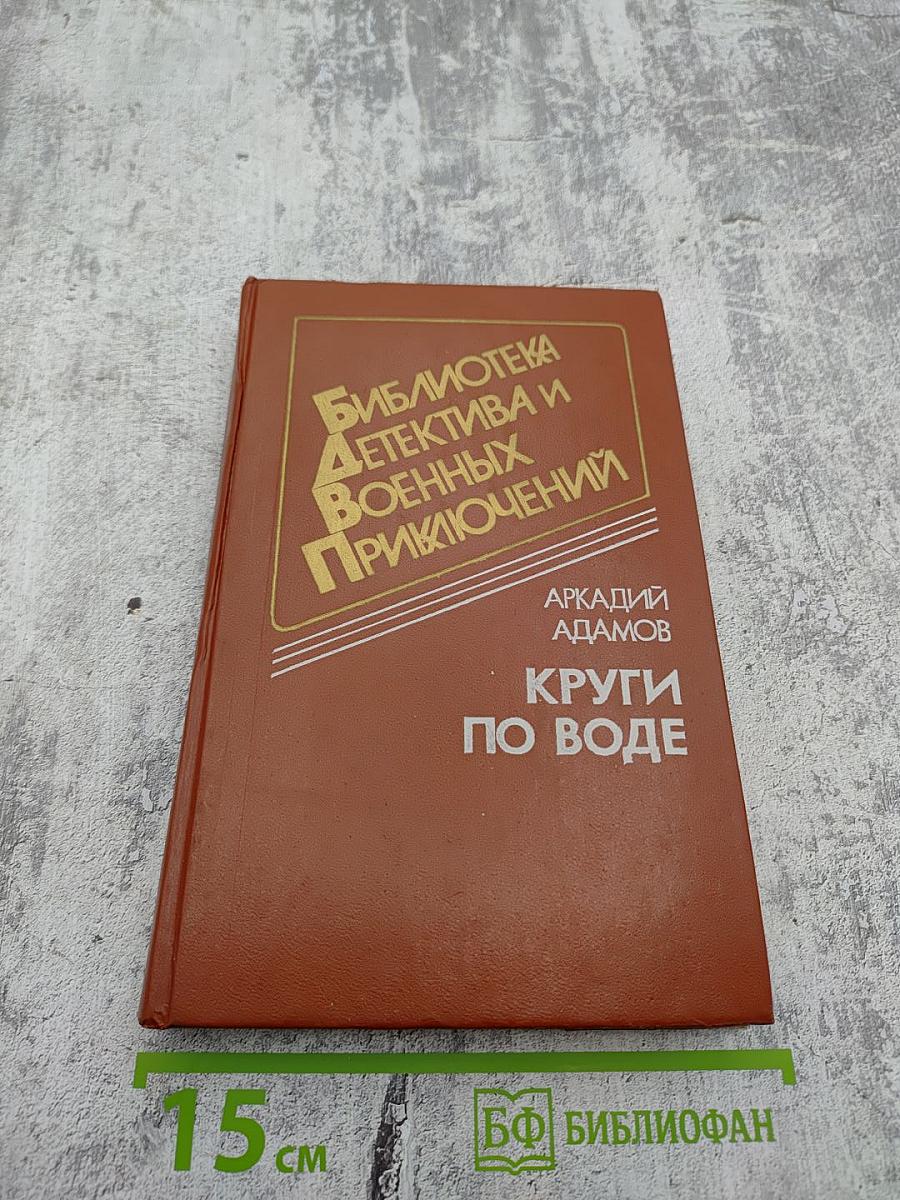 БИБЛИОТЕКА
ДЕТЕКТИВА И
ВОЕННЫХ
ПРИКЛЮЧЕНИЙ
АРКАДИЙ
АДАМОВ
КРУГИ
ПО ВОДЕ
15 см
БФ БИБЛИОФАН